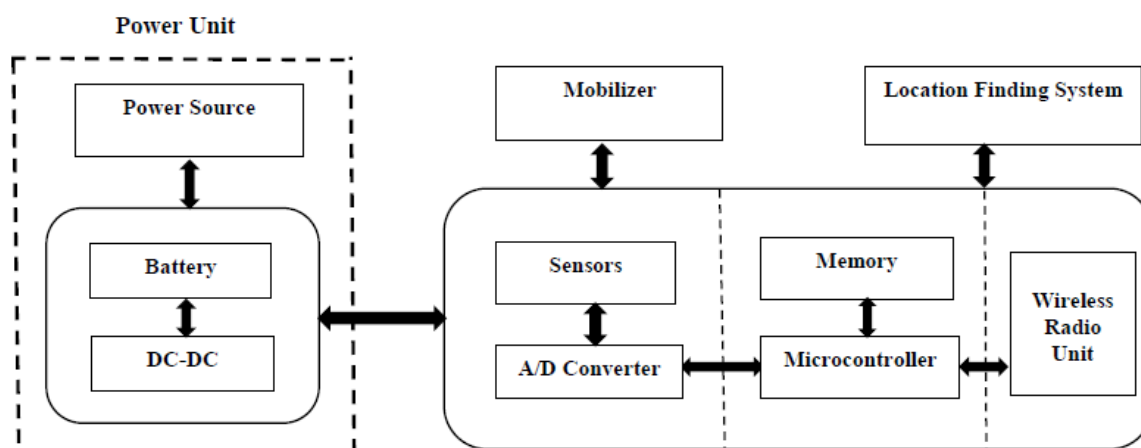 Power Unit
Power Source
Battery
DC-DC
Mobilizer
Location Finding System
Sensors
A/D Converter
Memory
Microcontroller
Wireless
Radio
Unit